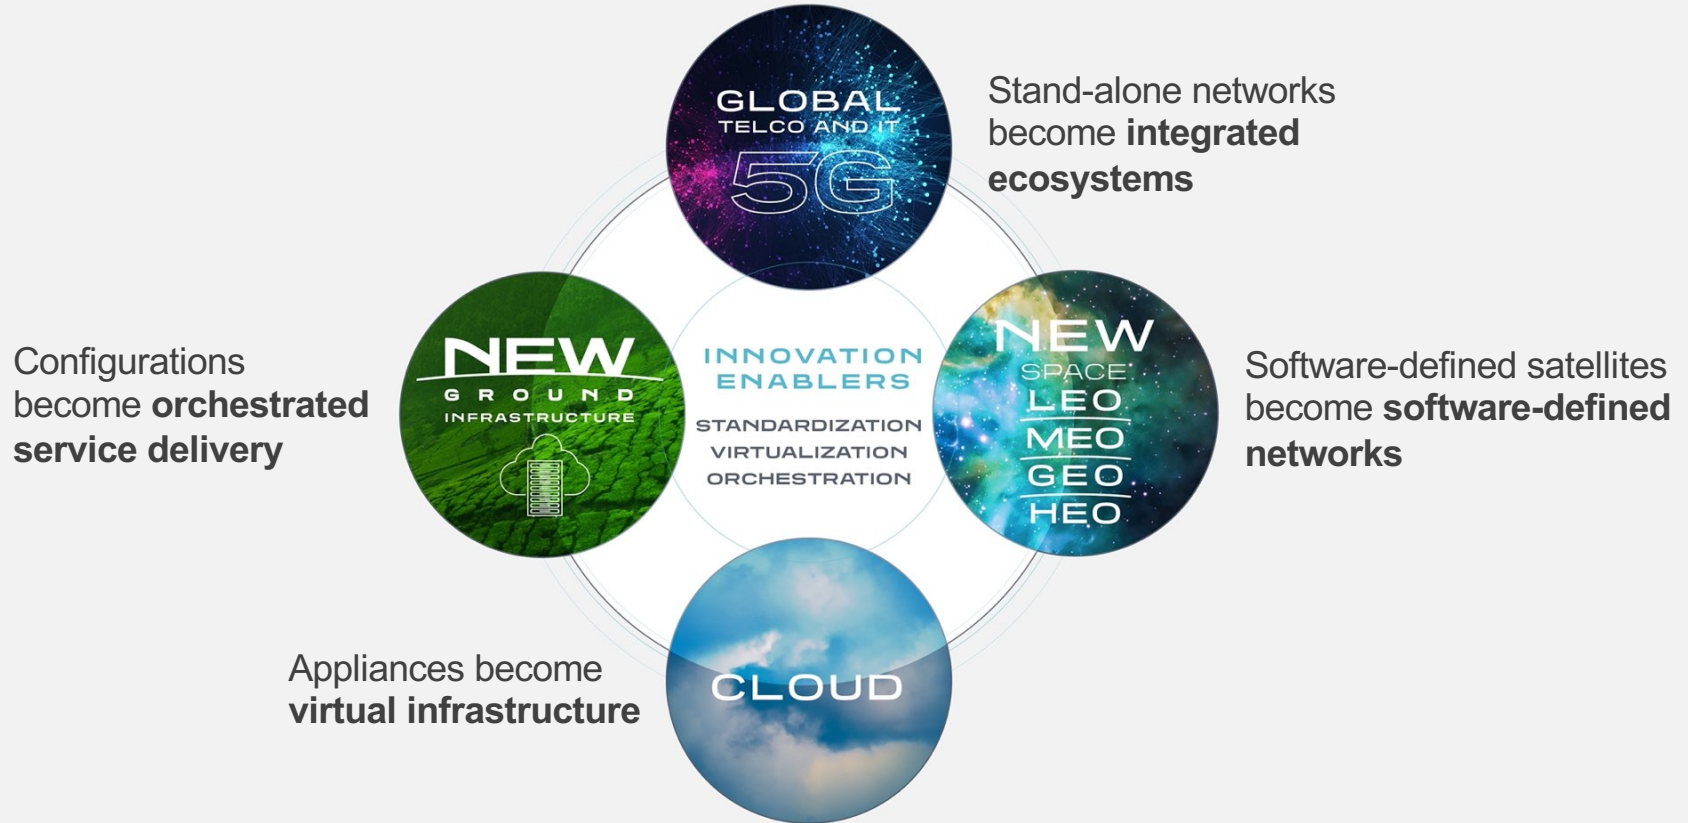 GLOBAL
TELCO AND IT
5G
Stand-alone networks
become integrated
ecosystems
Configurations
become orchestrated
service delivery
NEW
GROUND
INFRASTRUCTURE
INNOVATION
ENABLERS
STANDARDIZATION
VIRTUALIZATION
ORCHESTRATION
NEW
SPACE
LEO
MEO
GEO
HEO
Software-defined satellites
become software-defined
networks
Appliances become
virtual infrastructure
CLOUD